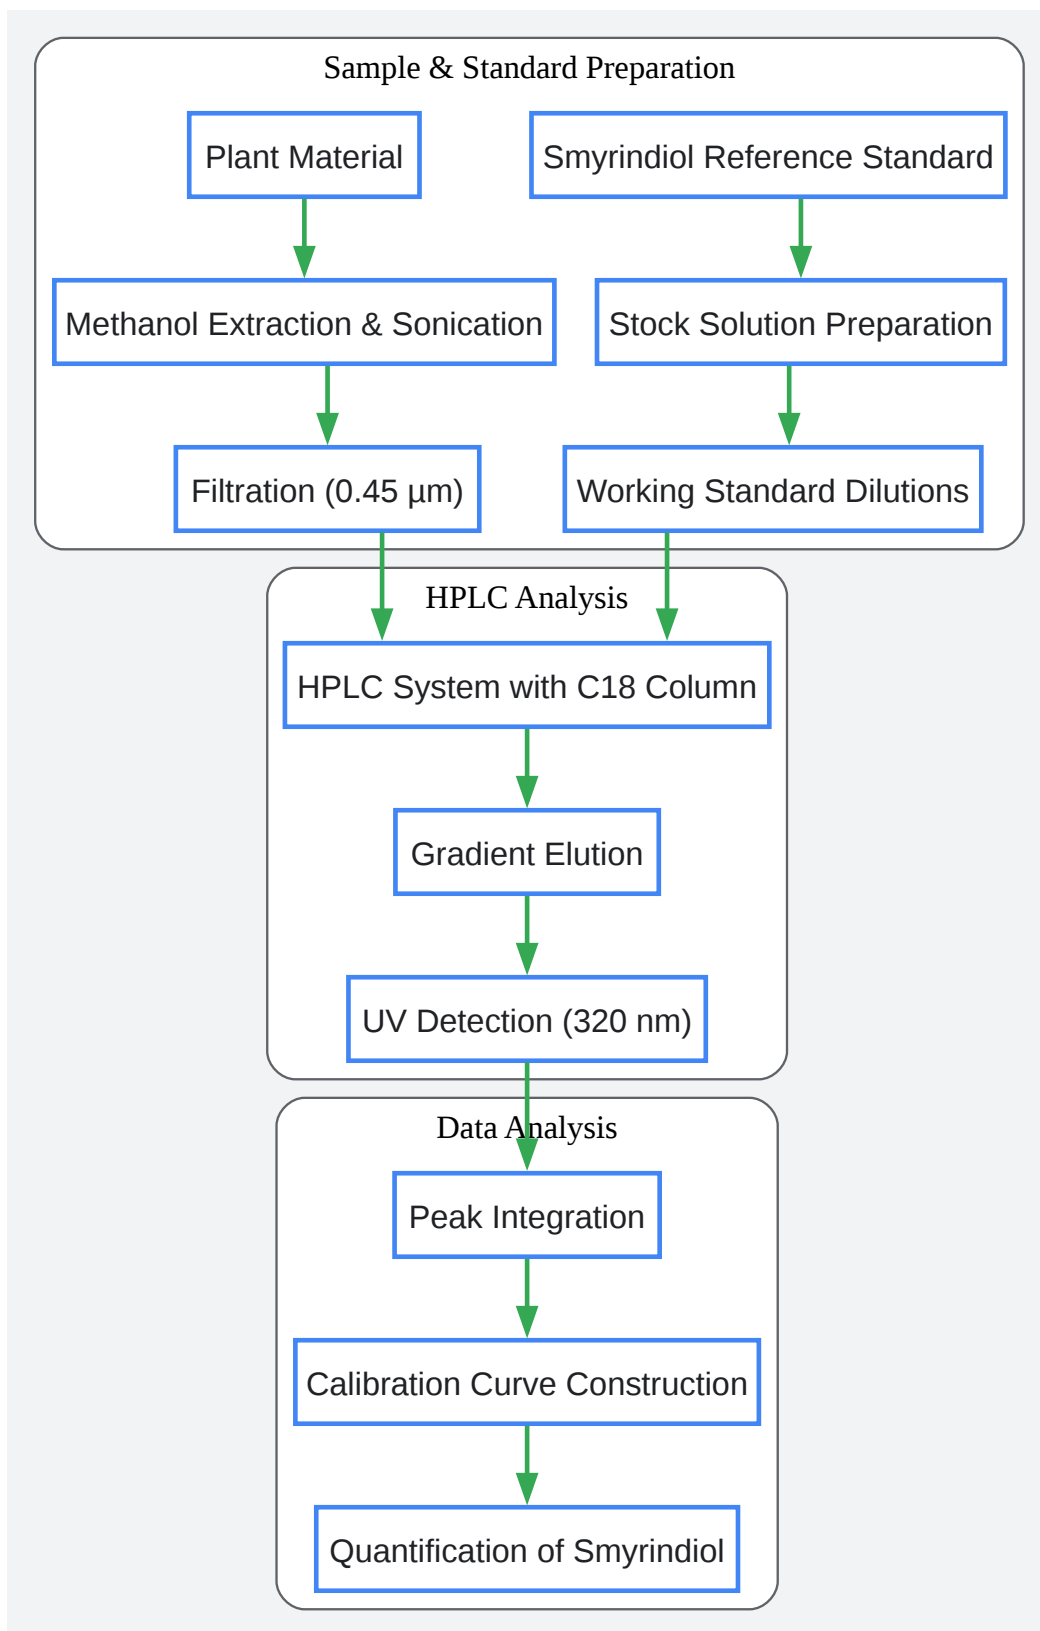 Sample & Standard Preparation
Plant Material
Smyrindiol Reference Standard
Methanol Extraction & Sonication
Stock Solution Preparation
Filtration (0.45 µm)
Working Standard Dilutions
HPLC Analysis
HPLC System with C18 Column
Gradient Elution
UV Detection (320 nm)
Data Analysis
Peak Integration
Calibration Curve Construction
Quantification of Smyrindiol